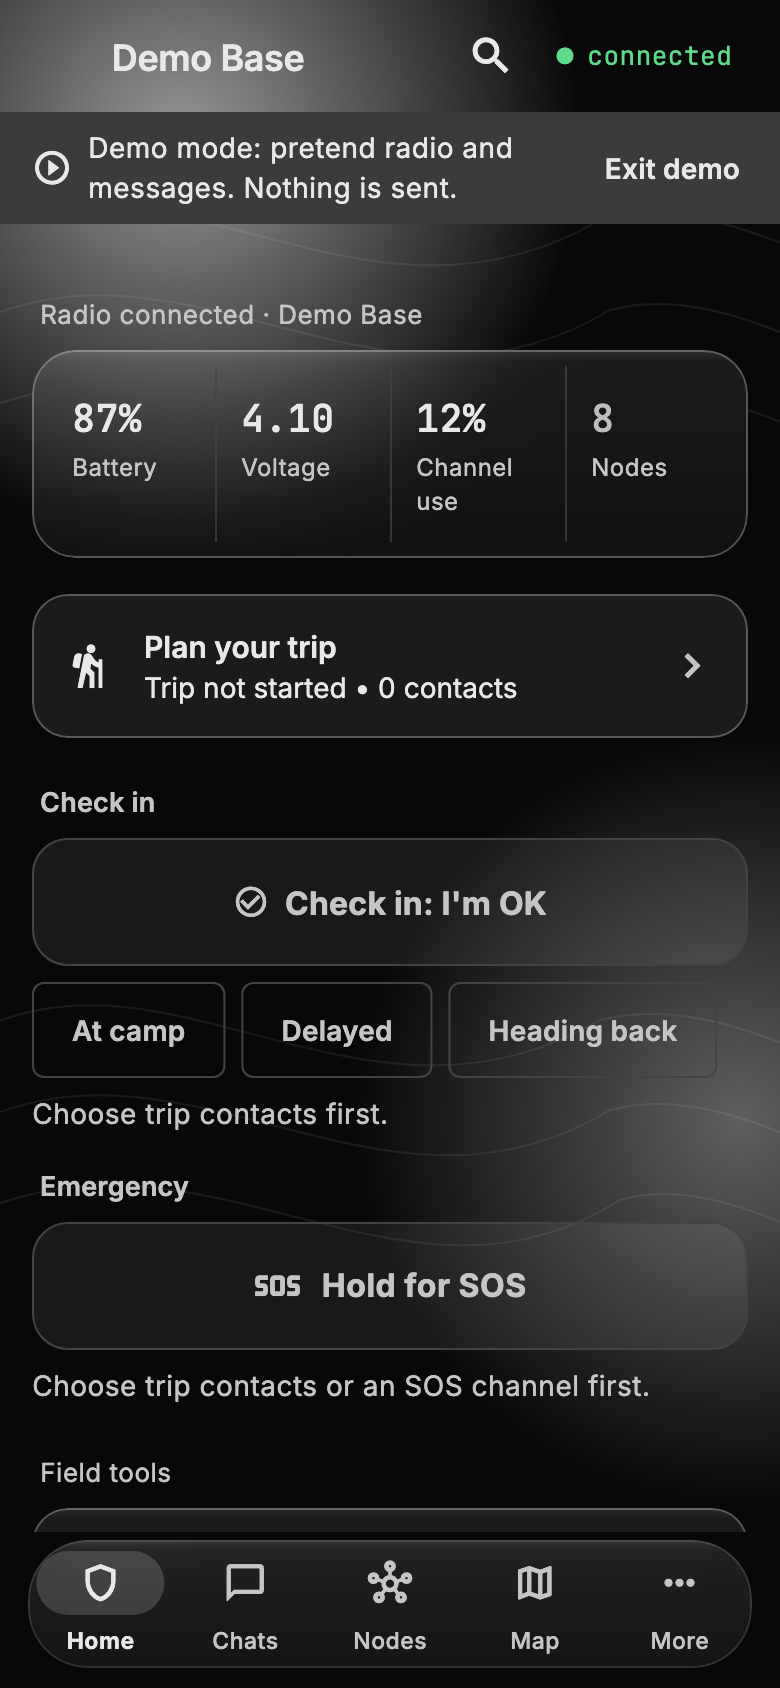 Demo Base
connected
Demo mode: pretend radio and
messages. Nothing is sent.
Exit demo
Radio connected · Demo Base
87%
Battery
4.10
Voltage
12%
Channel
use
8
Nodes
Plan your trip
Trip not started • 0 contacts
Check in
Check in: I'm OK
At camp
Delayed
Heading back
Choose trip contacts first.
Emergency
SOS Hold for SOS
Choose trip contacts or an SOS channel first.
Field tools
Home
Chats
Nodes
Map
More